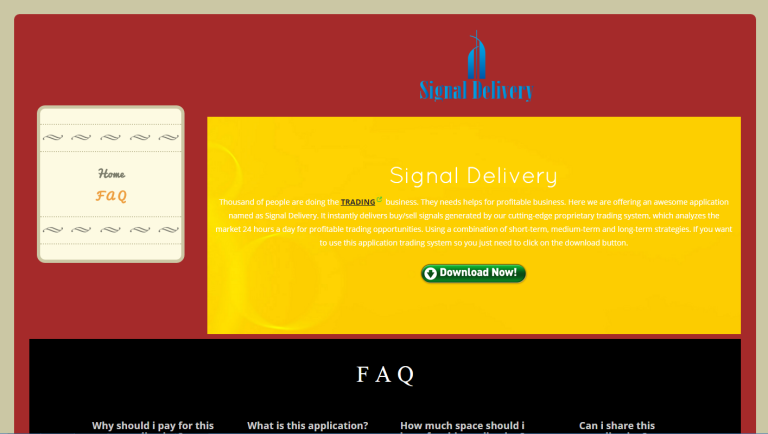 Signal Delivery
Home
FAQ
Signal Delivery
Thousand of people are doing the TRADING business. They needs helps for profitable business. Here we are offering an awesome application
named as Signal Delivery. It instantly delivers buy/sell signals generated by our cutting-edge proprietary trading system, which analyzes the
market 24 hours a day for profitable trading opportunities. Using a combination of short-term, medium-term and long-term strategies. If you want
to use this application trading system so you just need to click on the download button.
Download Now!
FAQ
Why should i pay for this
What is this application?
How much space should i
Can i share this